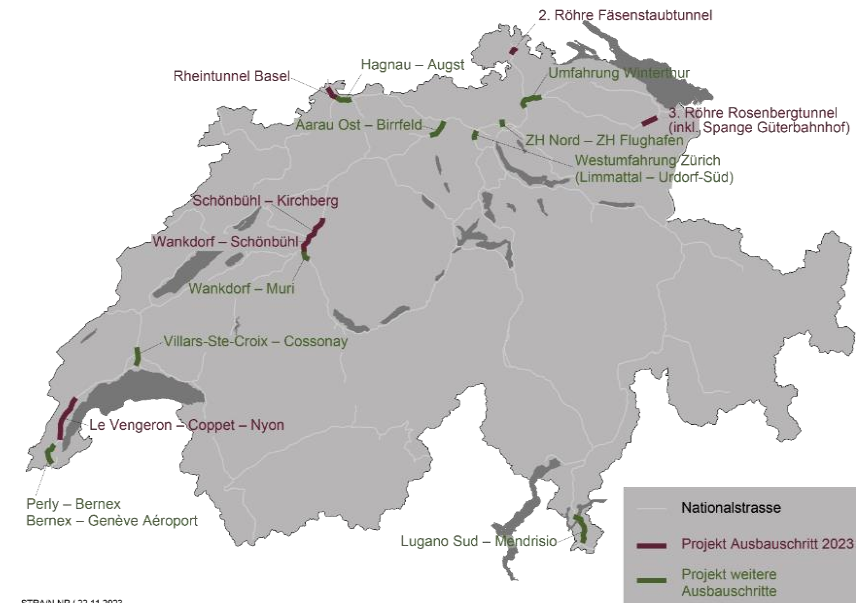 2. Röhre Fäsenstaubtunnel
Hagnau – Augst
Rheintunnel Basel
Umfahrung Winterthur
3. Röhre Rosenbergtunnel
(inkl. Spange Güterbahnhof)
Aarau Ost – Birrfeld
ZH Nord – ZH Flughafen
Westumfahrung Zürich
(Limmattal – Urdorf-Süd)
Schönbühl – Kirchberg
Wankdorf – Schönbühl
Wankdorf – Muri
Villars-Ste-Croix – Cossonay
Le Vengeron – Coppet – Nyon
Perly – Bernex
Bernex – Genève Aéroport
Lugano Sud – Mendrisio
Nationalstrasse
Projekt Ausbauschritt 2023
Projekt weitere
Ausbauschritte